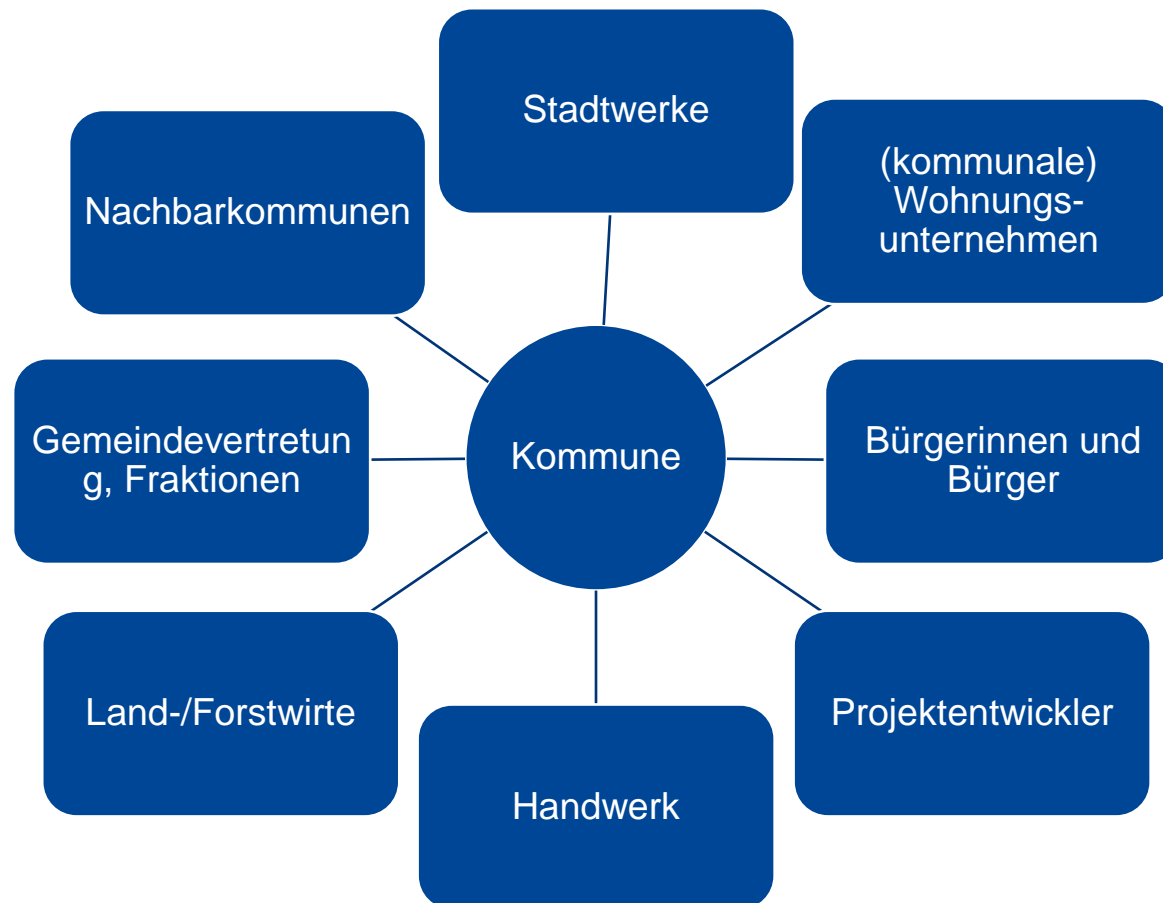 Stadtwerke
(kommunale)
Wohnungs-
unternehmen
Nachbarkommunen
Gemeindevertretun
g, Fraktionen
Kommune
Bürgerinnen und
Bürger
Land-/Forstwirte
Projektentwickler
Handwerk